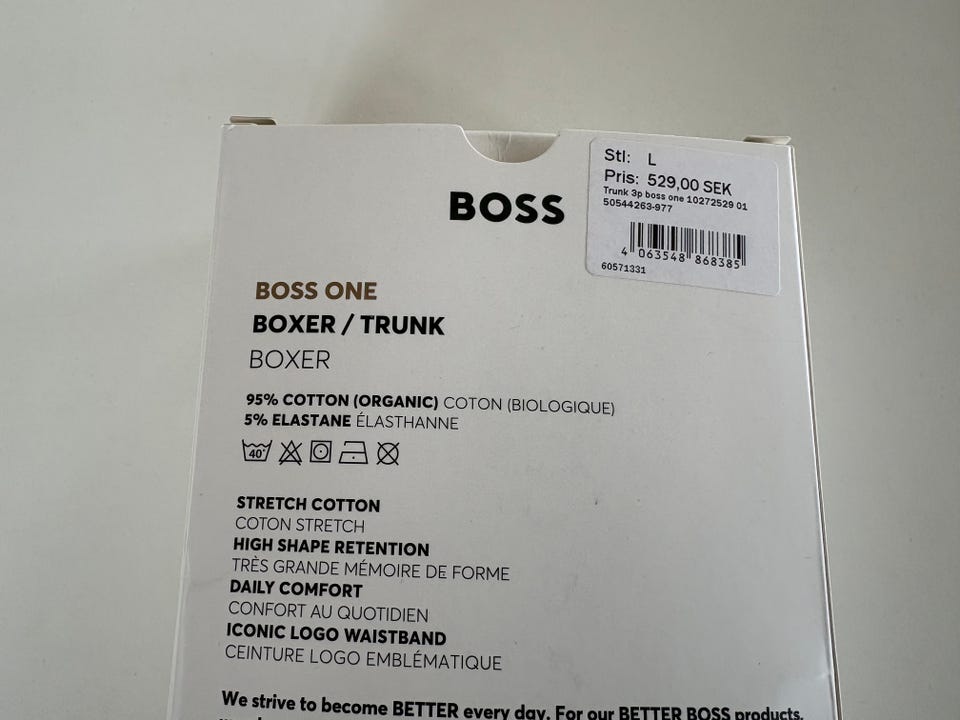 Stl: L
Pris: 529,00 SEK
Trunk 3p boss one 10272529 01
50544263-977
4 063548 868385
60571331
BOSS
BOSS ONE
BOXER / TRUNK
BOXER
95% COTTON (ORGANIC) COTON (BIOLOGIQUE)
5% ELASTANE ÉLASTHANNE
40°
STRETCH COTTON
COTON STRETCH
HIGH SHAPE RETENTION
TRÈS GRANDE MÉMOIRE DE FORME
DAILY COMFORT
CONFORT AU QUOTIDIEN
ICONIC LOGO WAISTBAND
CEINTURE LOGO EMBLÉMATIQUE
We strive to become BETTER every day. For our BETTER BOSS products,